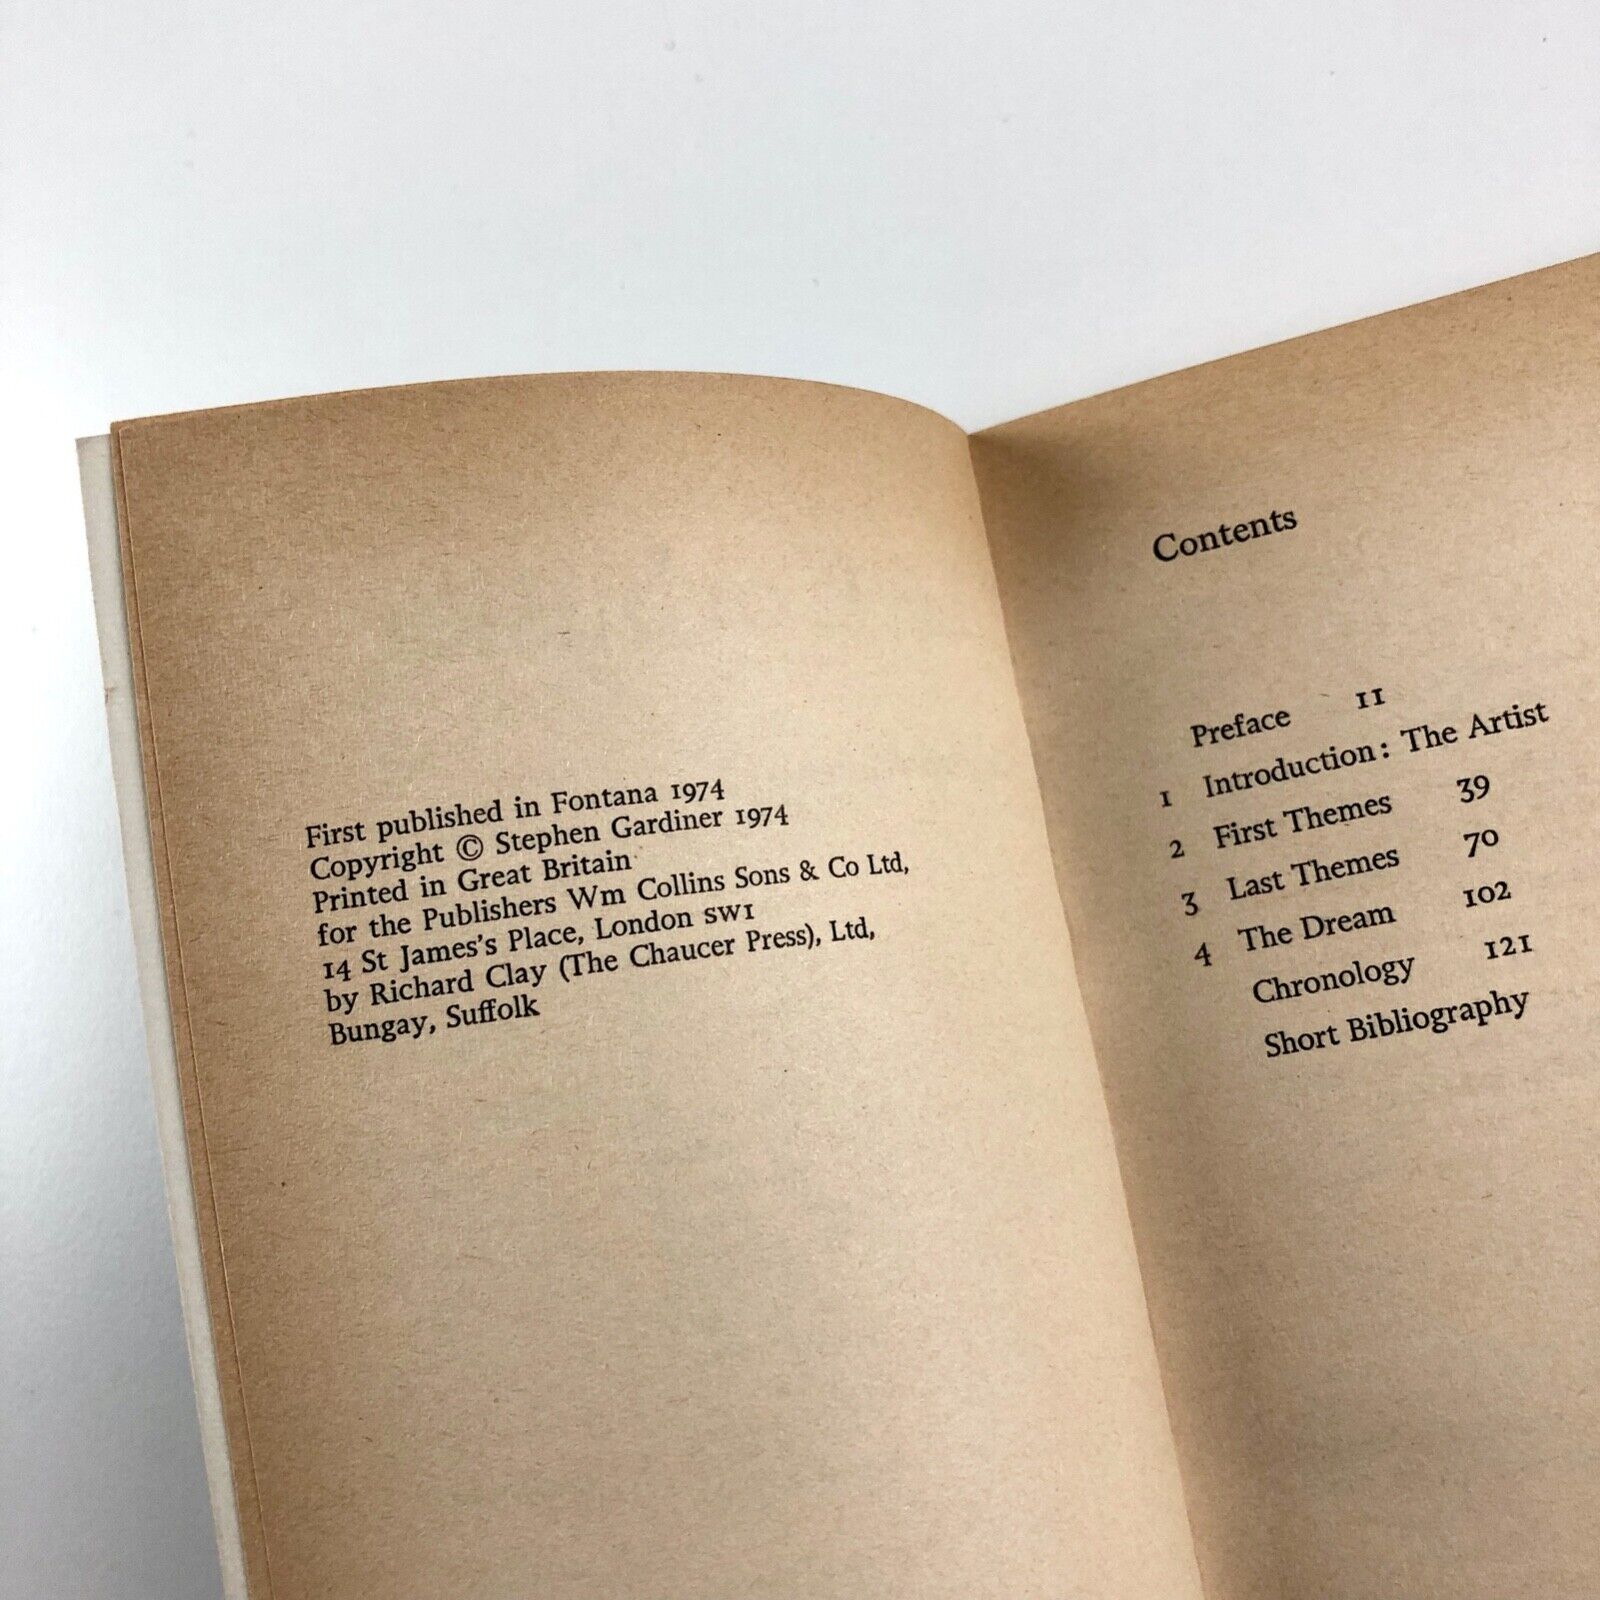 First published in Fontana 1974
Copyright © Stephen Gardiner 1974
Printed in Great Britain
for the Publishers Wm Collins Sons & Co Ltd,
14 St James's Place, London SW1
by Richard Clay (The Chaucer Press), Ltd,
Bungay, Suffolk
Contents
Preface 11
1 Introduction: The Artist
2 First Themes 39
3 Last Themes 70
4 The Dream 102
Chronology 121
Short Bibliography